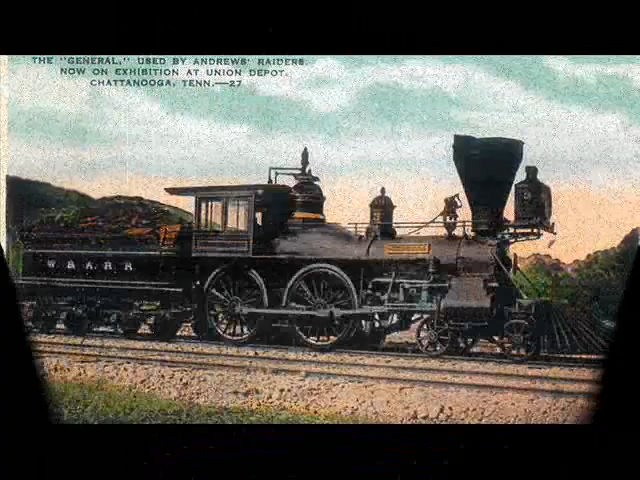 THE "GENERAL," USED BY ANDREWS' RAIDERS.
NOW ON EXHIBITION AT UNION DEPOT.
CHATTANOOGA, TENN.—27
W. & A. R. R.